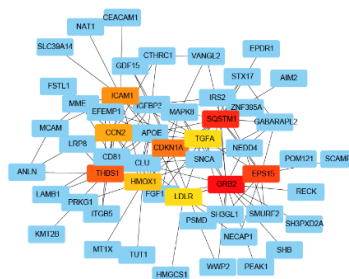 CEACAM1
NAT1
SLC39A14
GDF15
CTHRC1
VANGL2
EPDR1
STX17
AIM2
FSTL1
ICAM1
MME
IGFBP3
IRS2
EFEMP1
MAPK8
ZNF385A
SQSTM1
GABARAPL2
CCN2
APOE
TGFA
MCAM
CDKN1A
LRP8
NEDD4
POM121
ANLN
CD81
CLU
SNCA
THBS1
EPS15
HMOX1
GRB2
LAMB1
FGF1
LDLR
RECK
PRKG1
ITGB5
SH3GL1
SMURF2
PSMD
SH3PXD2A
KMT2B
NECAP1
MT1X
TUT1
SHB
WWP2
PEAK1
HMGCS1